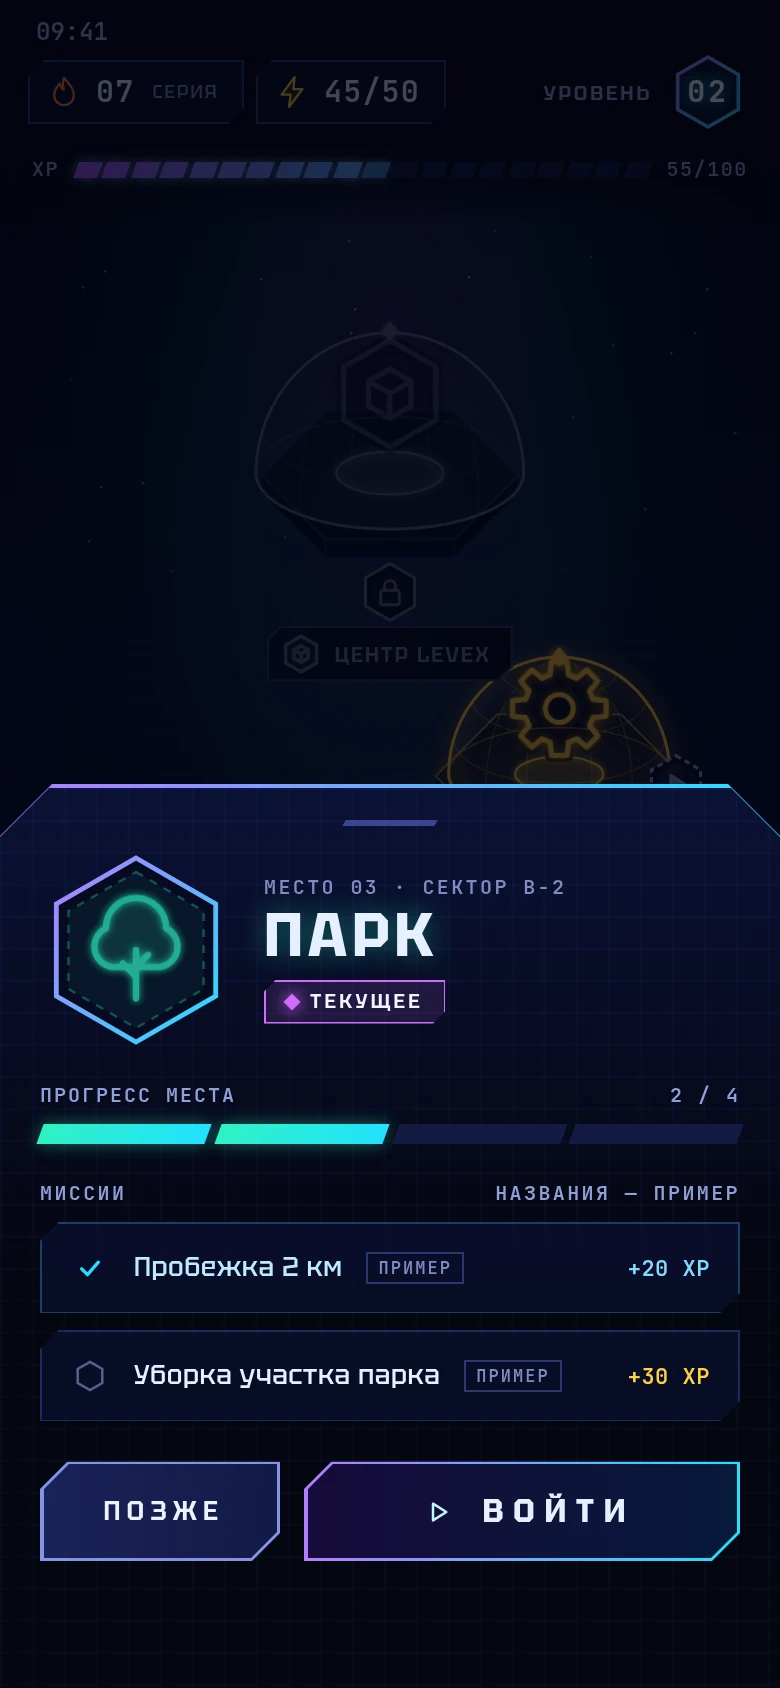 09:41
07 СЕРИЯ 45/50 УРОВЕНЬ 02
XP 55/100
ЦЕНТР LEVEX
МЕСТО 03 · СЕКТОР B-2
ПАРК
ТЕКУЩЕЕ
ПРОГРЕСС МЕСТА 2 / 4
МИССИИ НАЗВАНИЯ — ПРИМЕР
Пробежка 2 км ПРИМЕР +20 XP
Уборка участка парка ПРИМЕР +30 XP
ПОЗЖЕ ВОЙТИ